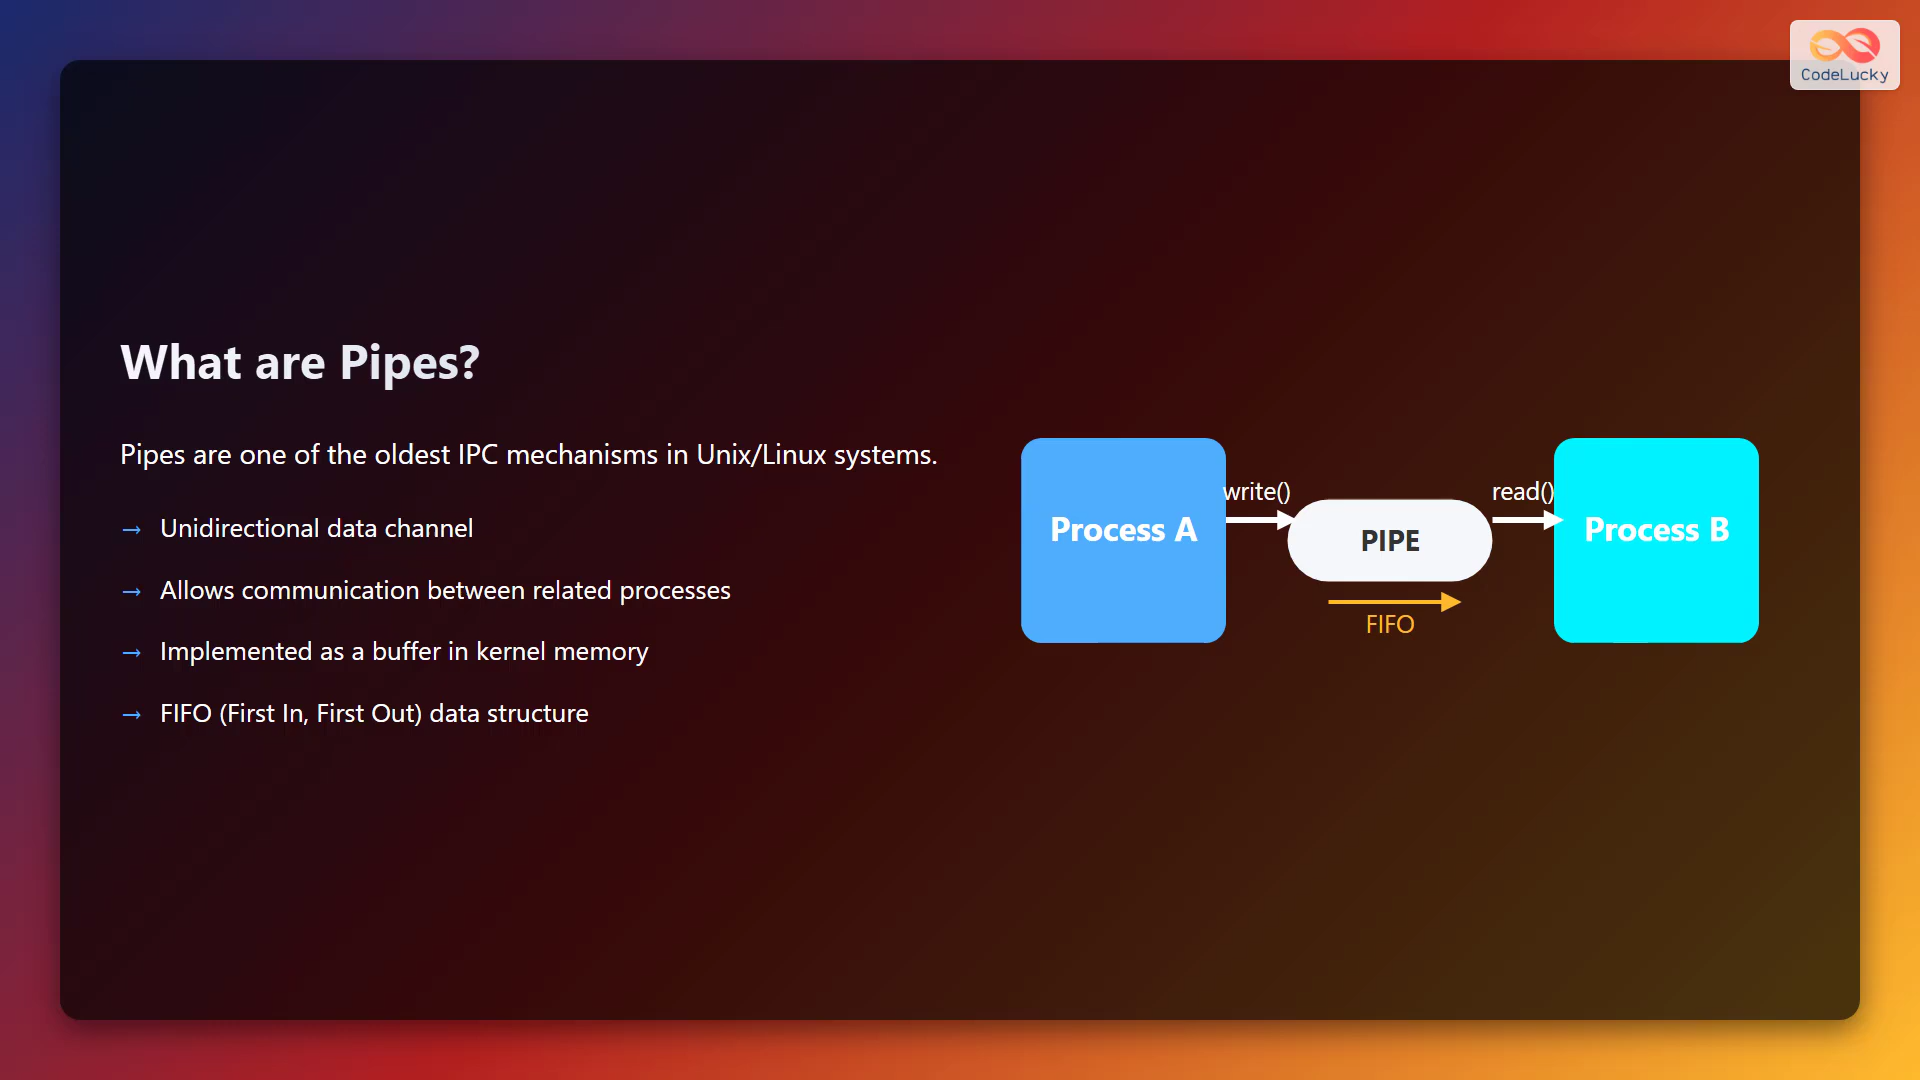 CodeLucky
What are Pipes?
Pipes are one of the oldest IPC mechanisms in Unix/Linux systems.
→ Unidirectional data channel
→ Allows communication between related processes
→ Implemented as a buffer in kernel memory
→ FIFO (First In, First Out) data structure
Process A
write()
PIPE
FIFO
read()
Process B